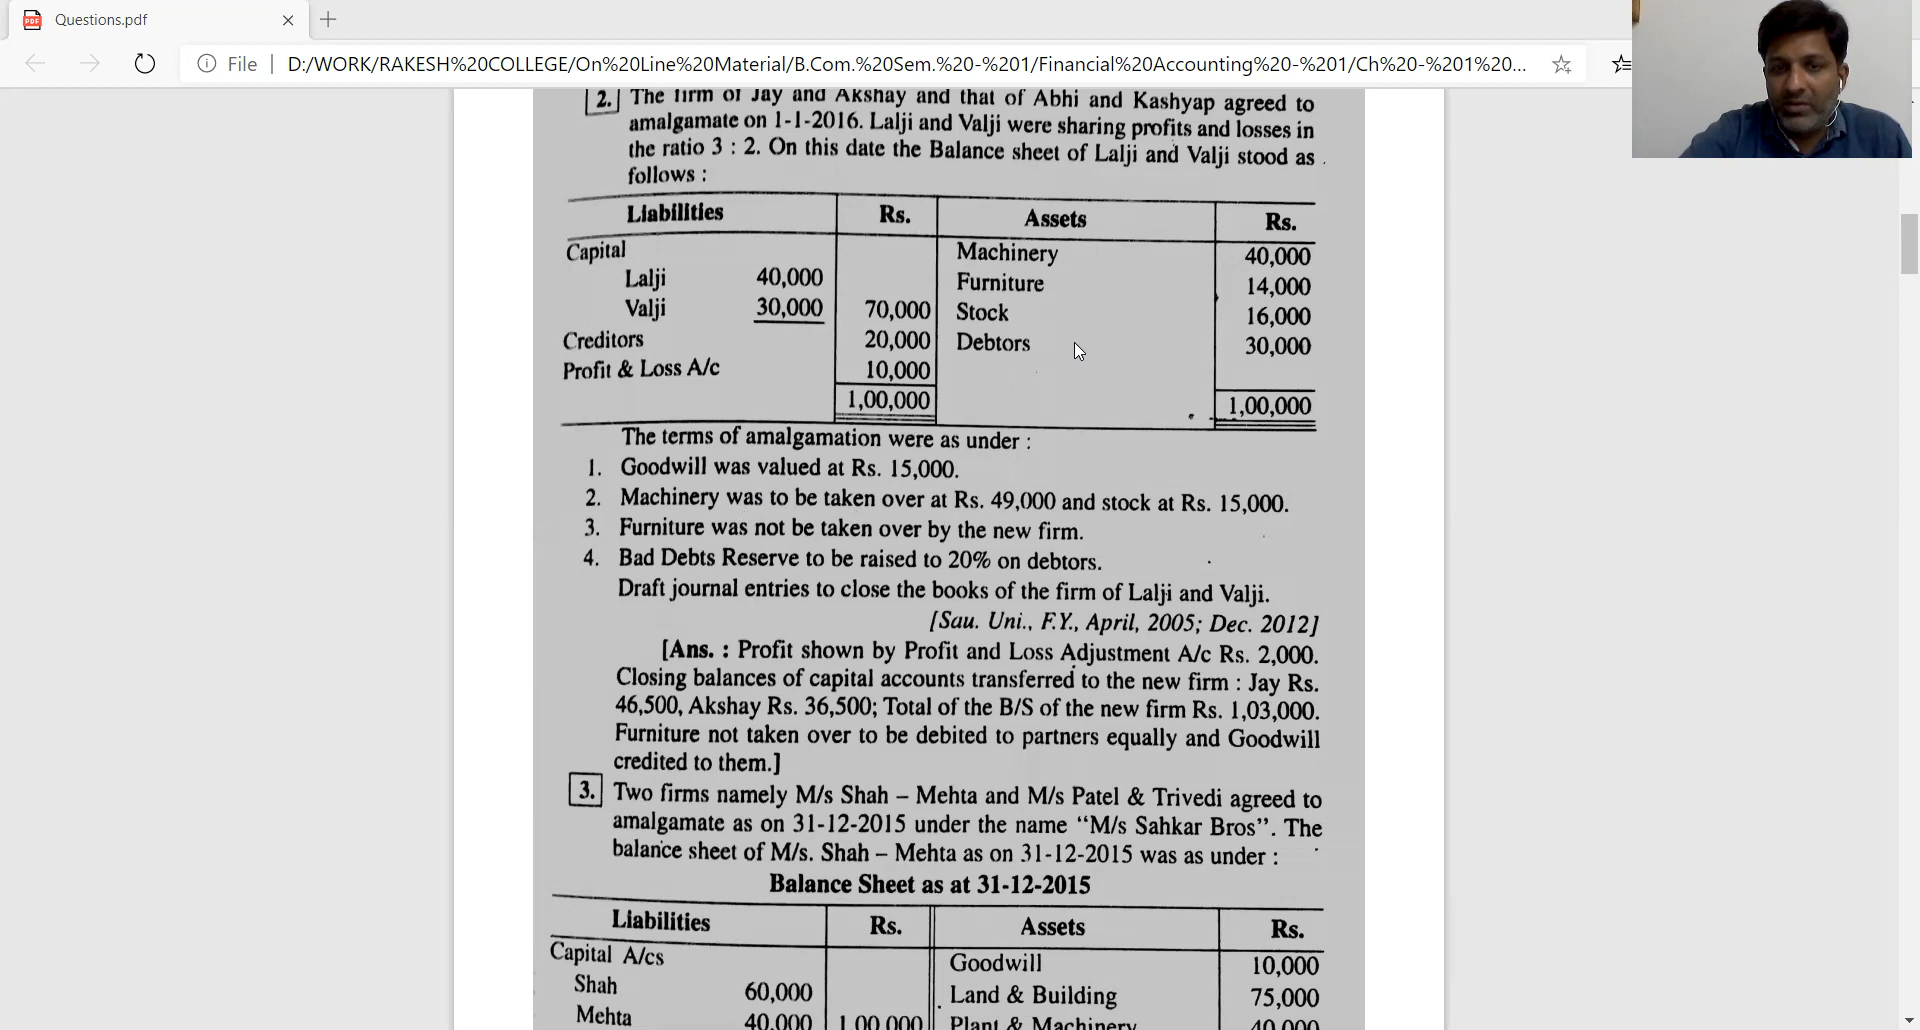 Questions.pdf
File | D:/WORK/RAKESH%20COLLEGE/On%20Line%20Material/B.Com.%20Sem.%20-%201/Financial%20Accounting%20-%201/Ch%20-%201%20...
2. The firm of Jay and Akshay and that of Abhi and Kashyap agreed to
amalgamate on 1-1-2016. Lalji and Valji were sharing profits and losses in
the ratio 3 : 2. On this date the Balance sheet of Lalji and Valji stood as
follows :
Liabilities Rs. Assets Rs.
Capital Machinery 40,000
Lalji 40,000 Furniture 14,000
Valji 30,000 70,000 Stock 16,000
Creditors 20,000 Debtors 30,000
Profit & Loss A/c 10,000
1,00,000 1,00,000
The terms of amalgamation were as under :
1. Goodwill was valued at Rs. 15,000.
2. Machinery was to be taken over at Rs. 49,000 and stock at Rs. 15,000.
3. Furniture was not be taken over by the new firm.
4. Bad Debts Reserve to be raised to 20% on debtors.
Draft journal entries to close the books of the firm of Lalji and Valji.
[Sau. Uni., F.Y., April, 2005; Dec. 2012]
[Ans. : Profit shown by Profit and Loss Adjustment A/c Rs. 2,000.
Closing balances of capital accounts transferred to the new firm : Jay Rs.
46,500, Akshay Rs. 36,500; Total of the B/S of the new firm Rs. 1,03,000.
Furniture not taken over to be debited to partners equally and Goodwill
credited to them.]
3. Two firms namely M/s Shah – Mehta and M/s Patel & Trivedi agreed to
amalgamate as on 31-12-2015 under the name “M/s Sahkar Bros”. The
balance sheet of M/s. Shah – Mehta as on 31-12-2015 was as under :
Balance Sheet as at 31-12-2015
Liabilities Rs. Assets Rs.
Capital A/cs Goodwill 10,000
Shah 60,000 Land & Building 75,000
Mehta 40,000 1,00,000 Plant & Machinery 40,000